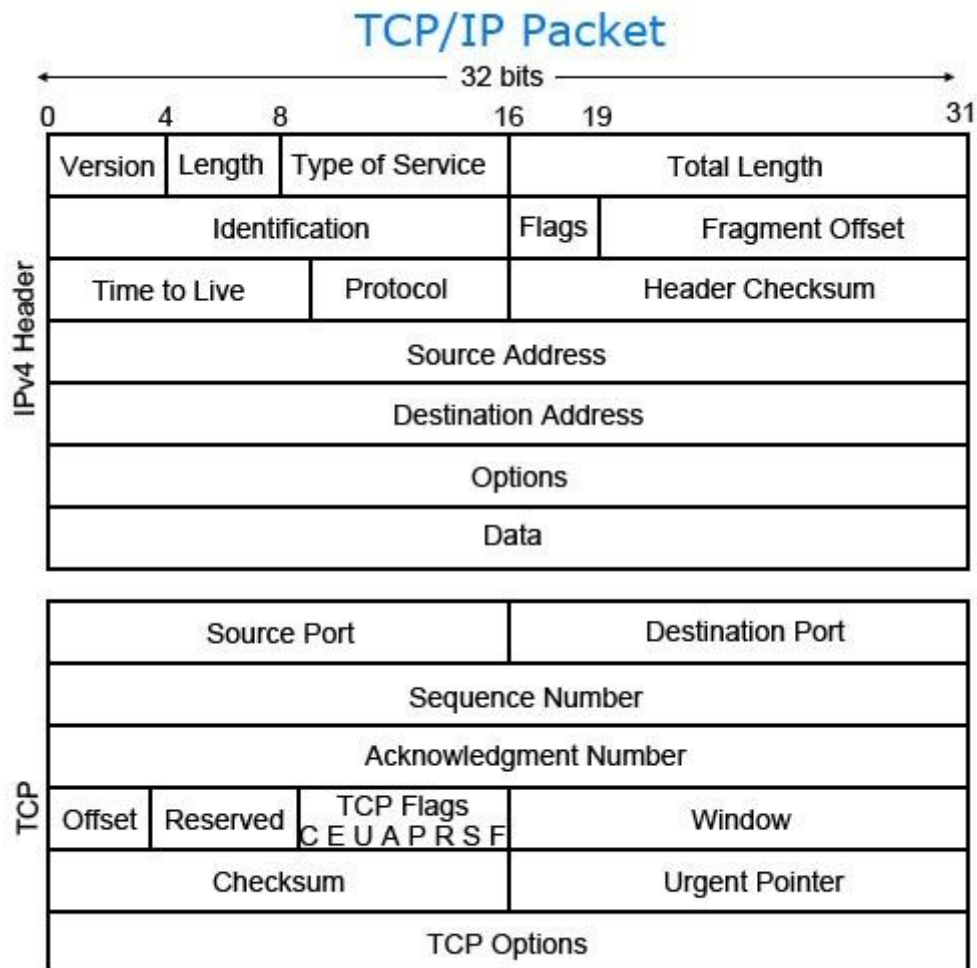 TCP/IP Packet
32 bits
0 4 8 16 19 31
Version Length Type of Service Total Length
Identification Flags Fragment Offset
Time to Live Protocol Header Checksum
Source Address
Destination Address
Options
Data
IPv4 Header
Source Port Destination Port
Sequence Number
Acknowledgment Number
Offset Reserved TCP Flags Window
C E U A P R S F
Checksum Urgent Pointer
TCP Options
TCP